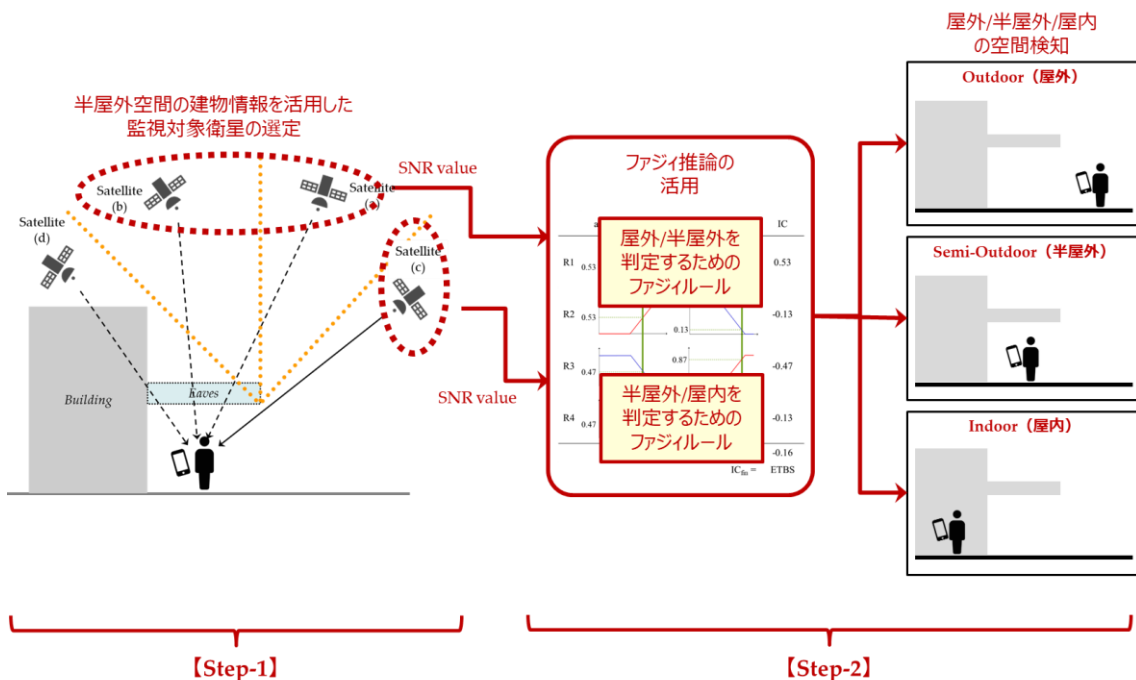 半屋外空間の建物情報を活用した
監視対象衛星の選定
Satellite
(b)
Satellite
(a)
Satellite
(d)
Satellite
(c)
Building
Eaves
SNR value
SNR value
【Step-1】
ファジィ推論の
活用
a
IC
R1
0.53
0.53
屋外/半屋外を
判定するための
ファジィルール
R2
0.53
0.13
-0.13
R3
0.47
0.87
-0.47
半屋外/屋内を
判定するための
ファジィルール
R4
0.47
-0.13
-0.16
ICfin = ETBS
屋外/半屋外/屋内
の空間検知
Outdoor（屋外）
Semi-Outdoor（半屋外）
Indoor（屋内）
【Step-2】